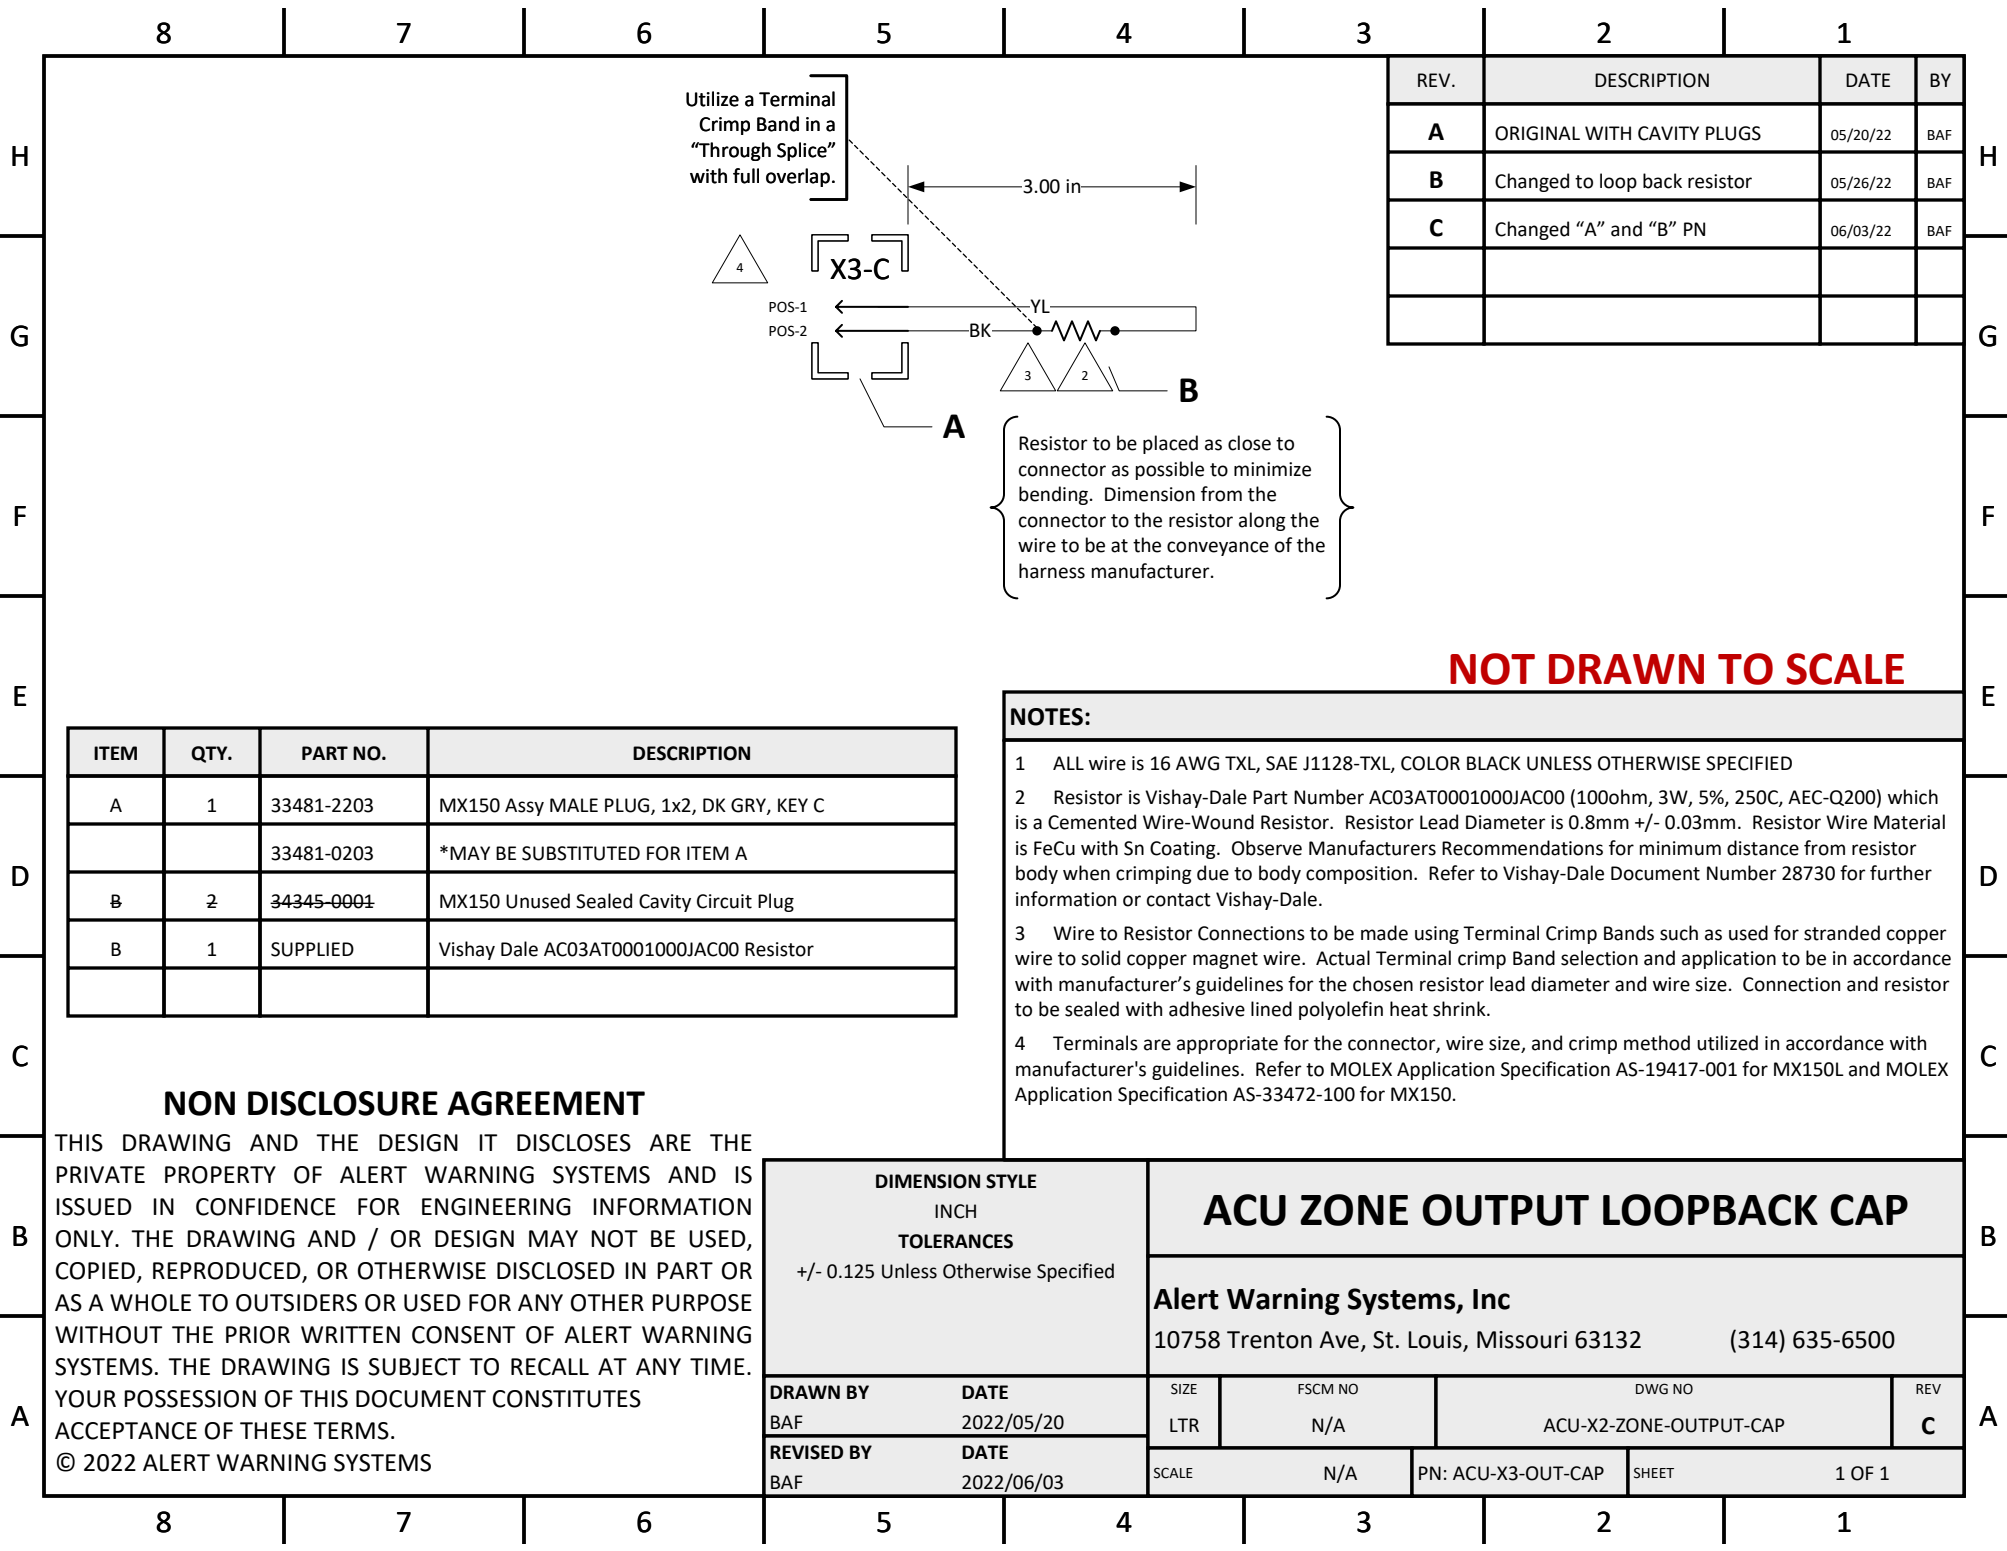 8 7 6 5 4 3 2 1
H
G
F
E
D
C
B
A
Utilize a Terminal
Crimp Band in a
“Through Splice”
with full overlap.
3.00 in
4
X3-C
POS-1
YL
POS-2
BK
3
2
B
A
Resistor to be placed as close to
connector as possible to minimize
bending. Dimension from the
connector to the resistor along the
wire to be at the conveyance of the
harness manufacturer.
REV. DESCRIPTION DATE BY
A ORIGINAL WITH CAVITY PLUGS 05/20/22 BAF
B Changed to loop back resistor 05/26/22 BAF
C Changed “A” and “B” PN 06/03/22 BAF
NOT DRAWN TO SCALE
ITEM QTY. PART NO. DESCRIPTION
A 1 33481-2203 MX150 Assy MALE PLUG, 1x2, DK GRY, KEY C
33481-0203 *MAY BE SUBSTITUTED FOR ITEM A
B 2 34345-0001 MX150 Unused Sealed Cavity Circuit Plug
B 1 SUPPLIED Vishay Dale AC03AT0001000JAC00 Resistor
NOTES:
1 ALL wire is 16 AWG TXL, SAE J1128-TXL, COLOR BLACK UNLESS OTHERWISE SPECIFIED
2 Resistor is Vishay-Dale Part Number AC03AT0001000JAC00 (100ohm, 3W, 5%, 250C, AEC-Q200) which
is a Cemented Wire-Wound Resistor. Resistor Lead Diameter is 0.8mm +/- 0.03mm. Resistor Wire Material
is FeCu with Sn Coating. Observe Manufacturers Recommendations for minimum distance from resistor
body when crimping due to body composition. Refer to Vishay-Dale Document Number 28730 for further
information or contact Vishay-Dale.
3 Wire to Resistor Connections to be made using Terminal Crimp Bands such as used for stranded copper
wire to solid copper magnet wire. Actual Terminal crimp Band selection and application to be in accordance
with manufacturer’s guidelines for the chosen resistor lead diameter and wire size. Connection and resistor
to be sealed with adhesive lined polyolefin heat shrink.
4 Terminals are appropriate for the connector, wire size, and crimp method utilized in accordance with
manufacturer's guidelines. Refer to MOLEX Application Specification AS-19417-001 for MX150L and MOLEX
Application Specification AS-33472-100 for MX150.
NON DISCLOSURE AGREEMENT
THIS DRAWING AND THE DESIGN IT DISCLOSES ARE THE
PRIVATE PROPERTY OF ALERT WARNING SYSTEMS AND IS
ISSUED IN CONFIDENCE FOR ENGINEERING INFORMATION
ONLY. THE DRAWING AND / OR DESIGN MAY NOT BE USED,
COPIED, REPRODUCED, OR OTHERWISE DISCLOSED IN PART OR
AS A WHOLE TO OUTSIDERS OR USED FOR ANY OTHER PURPOSE
WITHOUT THE PRIOR WRITTEN CONSENT OF ALERT WARNING
SYSTEMS. THE DRAWING IS SUBJECT TO RECALL AT ANY TIME.
YOUR POSSESSION OF THIS DOCUMENT CONSTITUTES
ACCEPTANCE OF THESE TERMS.
© 2022 ALERT WARNING SYSTEMS
DIMENSION STYLE
INCH
TOLERANCES
+/- 0.125 Unless Otherwise Specified
DRAWN BY DATE
BAF 2022/05/20
REVISED BY DATE
BAF 2022/06/03
ACU ZONE OUTPUT LOOPBACK CAP
Alert Warning Systems, Inc
10758 Trenton Ave, St. Louis, Missouri 63132 (314) 635-6500
SIZE FSCM NO DWG NO REV
LTR N/A ACU-X2-ZONE-OUTPUT-CAP C
SCALE N/A PN: ACU-X3-OUT-CAP SHEET 1 OF 1
H
G
F
E
D
C
B
A
8 7 6 5 4 3 2 1